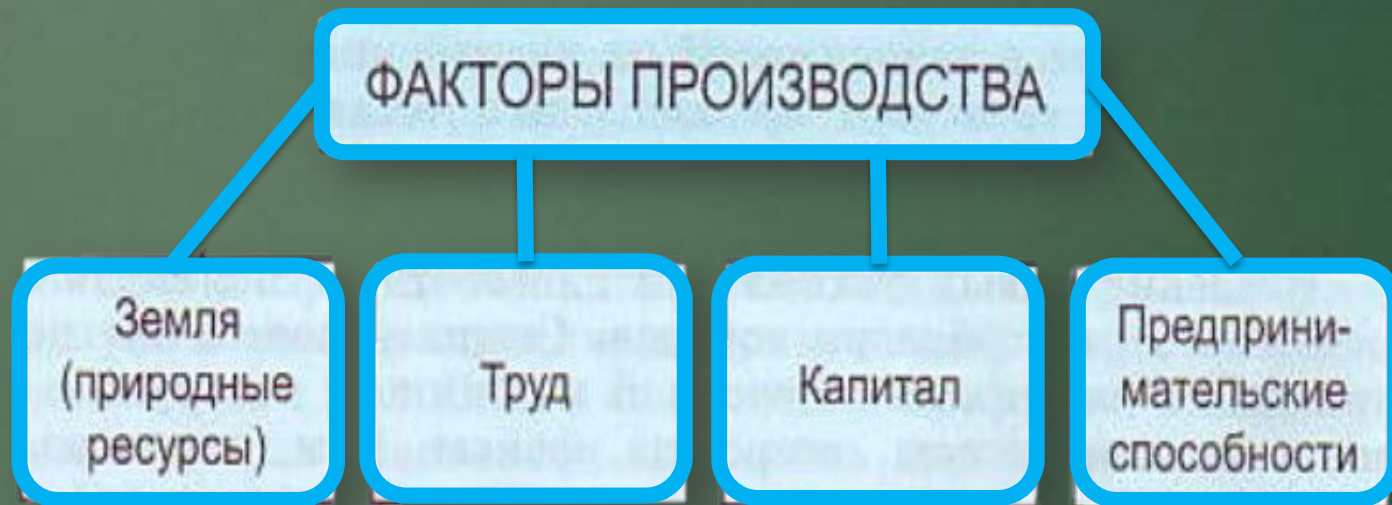 ФАКТОРЫ ПРОИЗВОДСТВА
Земля
(природные
ресурсы)
Труд
Капитал
Предприни-
мательские
способности